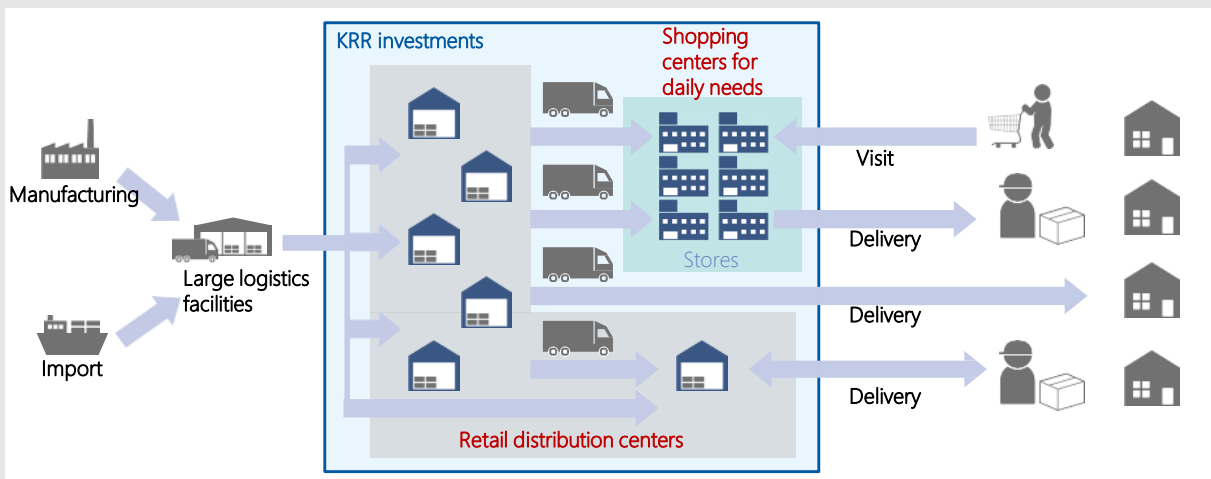 KRR investments
Shopping
centers for
daily needs
Manufacturing
Visit
Large logistics
facilities
Stores
Delivery
Delivery
Import
Delivery
Retail distribution centers